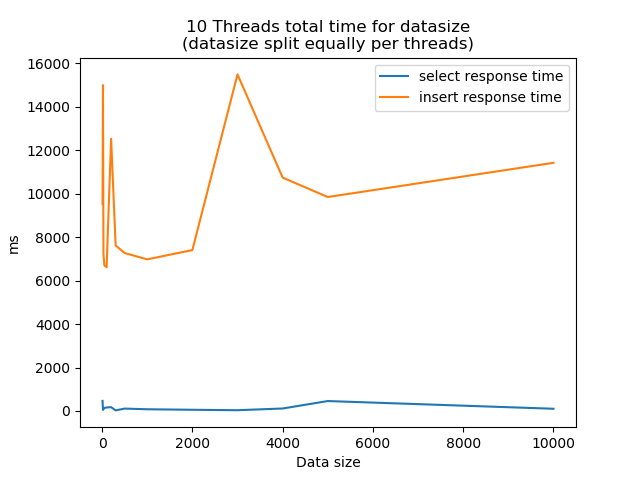 10 Threads total time for datasize
(datasize split equally per threads)
select response time
insert response time
16000
14000
12000
10000
8000
6000
4000
2000
0
ms
0
2000
4000
6000
8000
10000
Data size